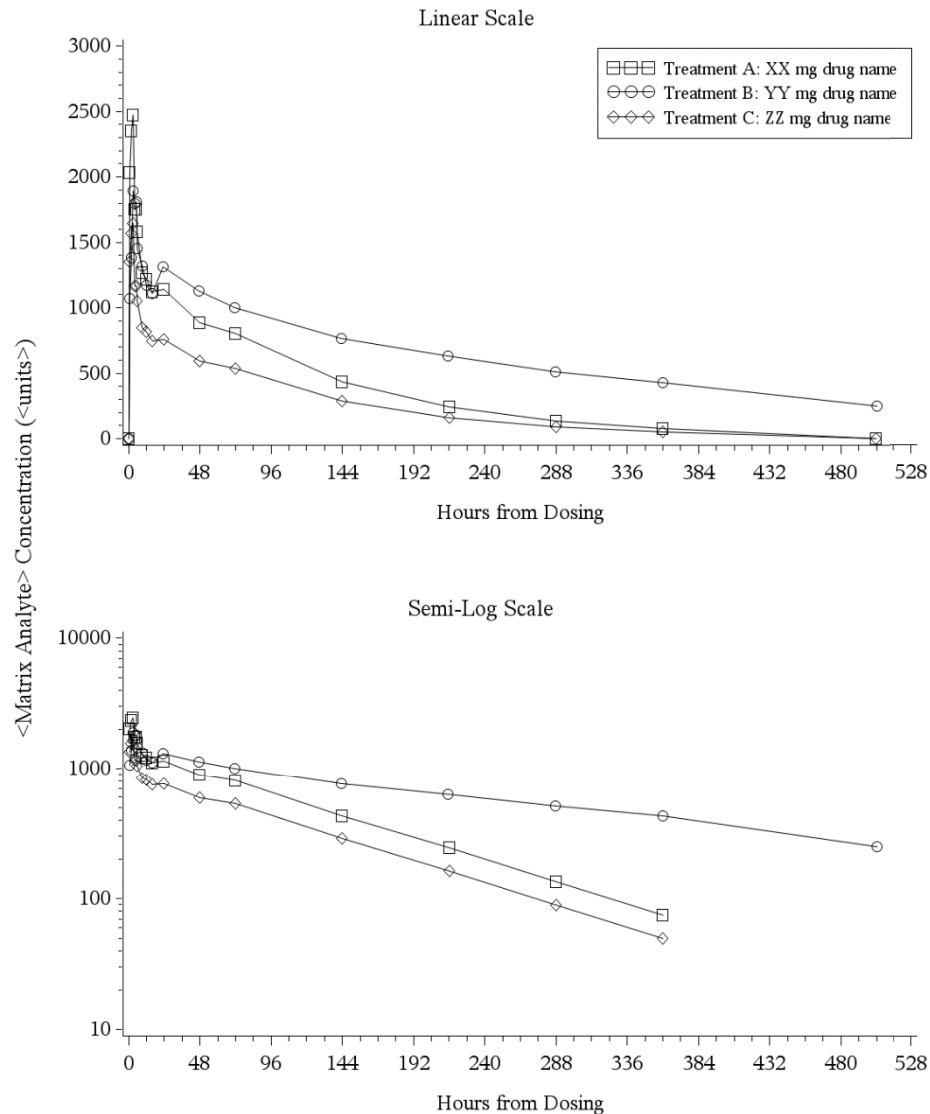 Linear Scale
3000
2500
2000
1500
1000
500
0
Treatment A: XX mg drug name
Treatment B: YY mg drug name
Treatment C: ZZ mg drug name
0 48 96 144 192 240 288 336 384 432 480 528
Hours from Dosing
<Matrix Analyte> Concentration (<units>)
Semi-Log Scale
10000
1000
100
10
0 48 96 144 192 240 288 336 384 432 480 528
Hours from Dosing